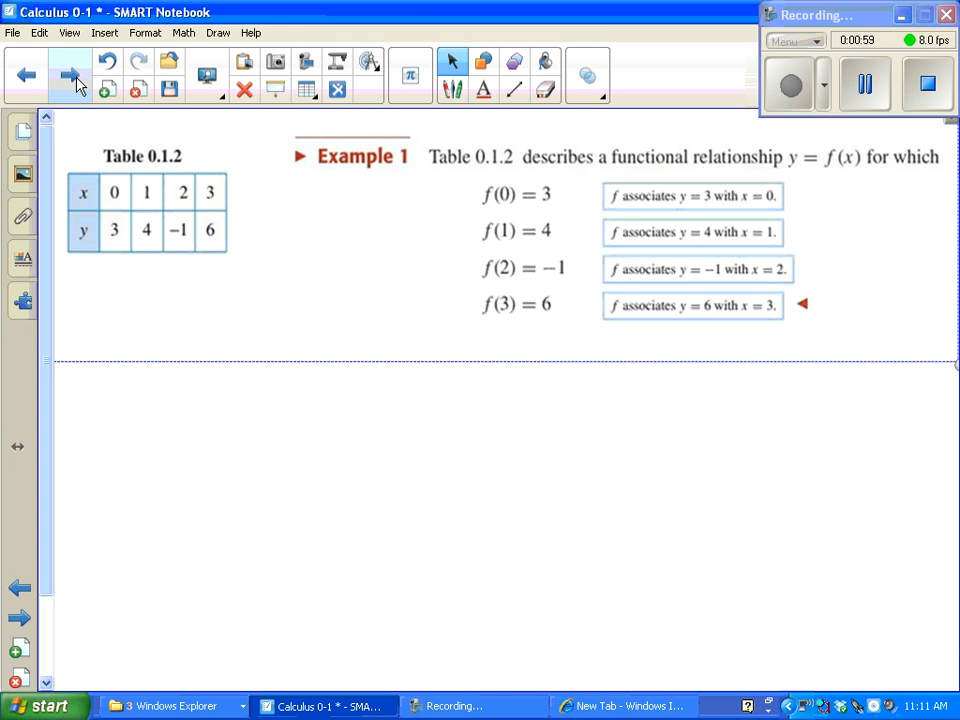 Calculus 0-1 * - SMART Notebook
Recording...
File Edit View Insert Format Math Draw Help
Menu 0:00:59 8.0 fps
π
A
Table 0.1.2
x 0 1 2 3
y 3 4 −1 6
► Example 1 Table 0.1.2 describes a functional relationship y = f(x) for which
f(0) = 3 f associates y = 3 with x = 0.
f(1) = 4 f associates y = 4 with x = 1.
f(2) = −1 f associates y = −1 with x = 2.
f(3) = 6 f associates y = 6 with x = 3. ◄
start 3 Windows Explorer Calculus 0-1 * - SMA... Recording... New Tab - Windows I... 11:11 AM